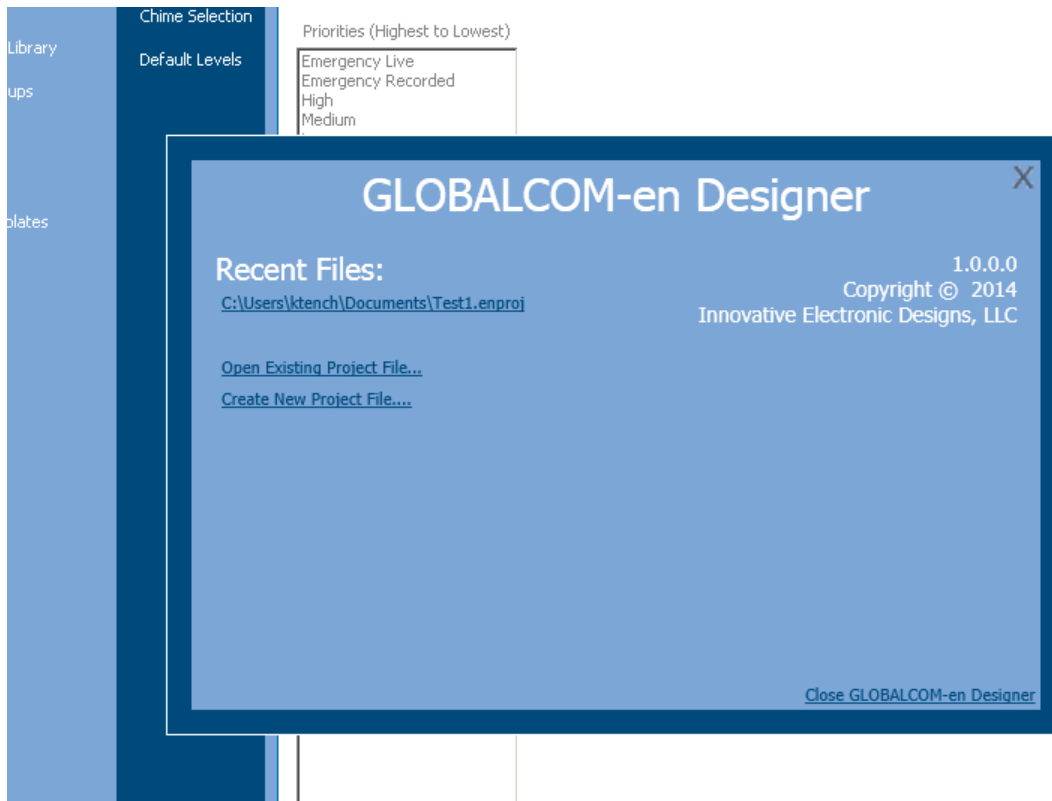 Chime Selection
Library
Default Levels
ups
plates
Priorities (Highest to Lowest)
Emergency Live
Emergency Recorded
High
Medium
X
GLOBALCOM-en Designer
Recent Files:
C:\Users\ktench\Documents\Test1.enproj
1.0.0.0
Copyright © 2014
Innovative Electronic Designs, LLC
Open Existing Project File...
Create New Project File....
Close GLOBALCOM-en Designer